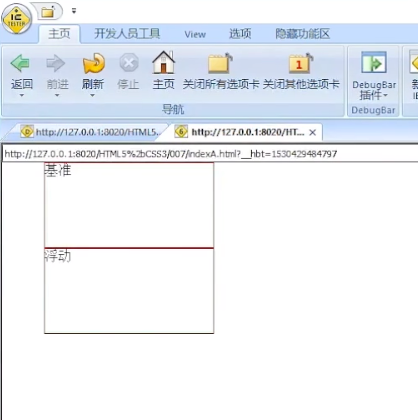 IE
TESTER
主页 开发人员工具 View 选项 隐藏功能区
返回 前进 刷新 停止 主页 关闭所有选项卡 关闭其他选项卡 DebugBar
插件
1
导航 DebugBar
http://127.0.0.1:8020/HTML5. http://127.0.0.1:8020/HT...
http://127.0.0.1:8020/HTML5%2bCSS3/007/indexA.html?__hbt=1530429484797
基准
浮动